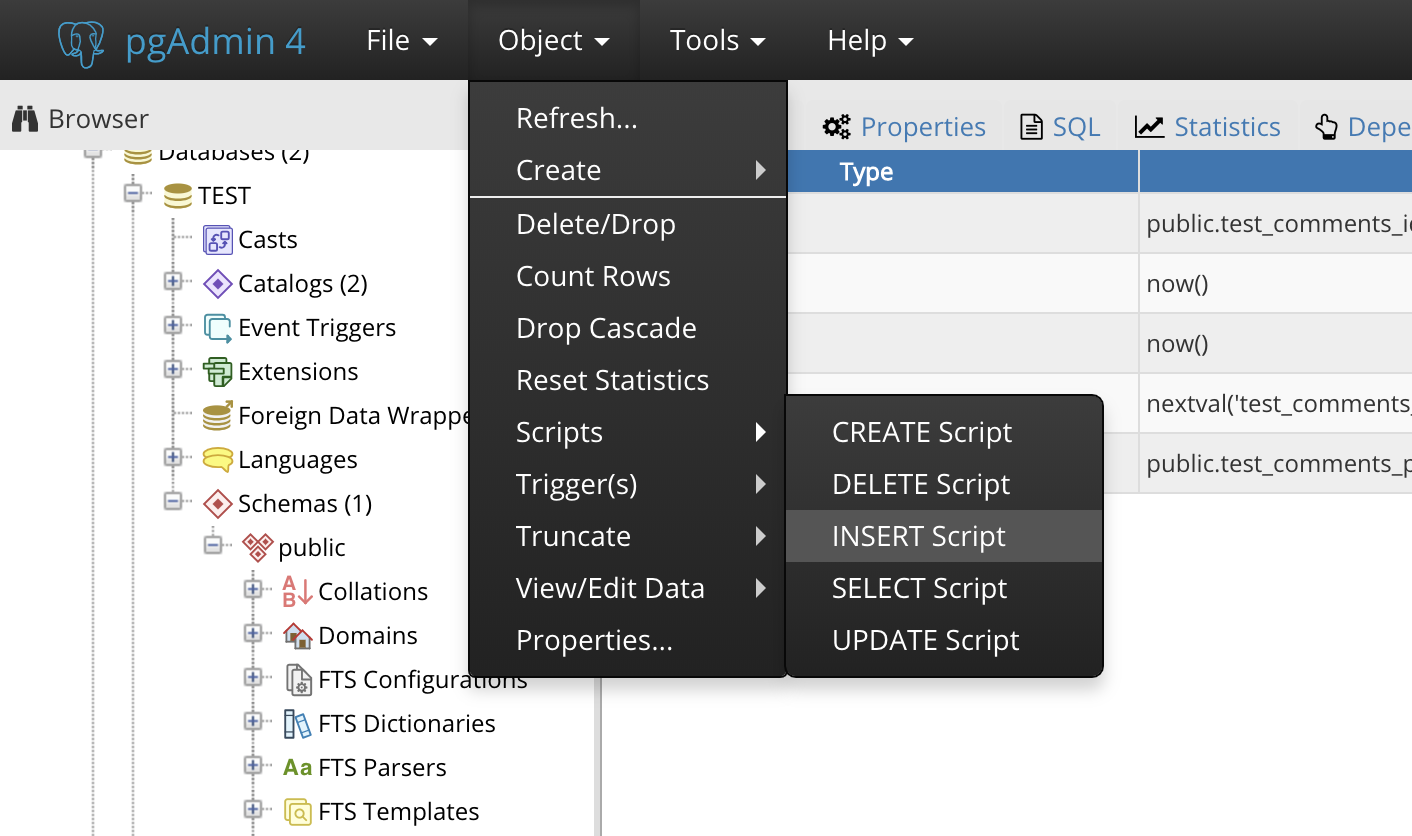 pgAdmin 4 File Object Tools Help
Browser
Properties SQL Statistics Depe
Databases (2)
TEST
Casts
Catalogs (2)
Event Triggers
Extensions
Foreign Data Wrappe
Languages
Schemas (1)
public
A
B
Collations
Domains
FTS Configurations
FTS Dictionaries
Aa FTS Parsers
FTS Templates
Refresh...
Create
Delete/Drop
Count Rows
Drop Cascade
Reset Statistics
Scripts
Trigger(s)
Truncate
View/Edit Data
Properties...
CREATE Script
DELETE Script
INSERT Script
SELECT Script
UPDATE Script
Type
public.test_comments_i
now()
now()
nextval('test_comments_
public.test_comments_p